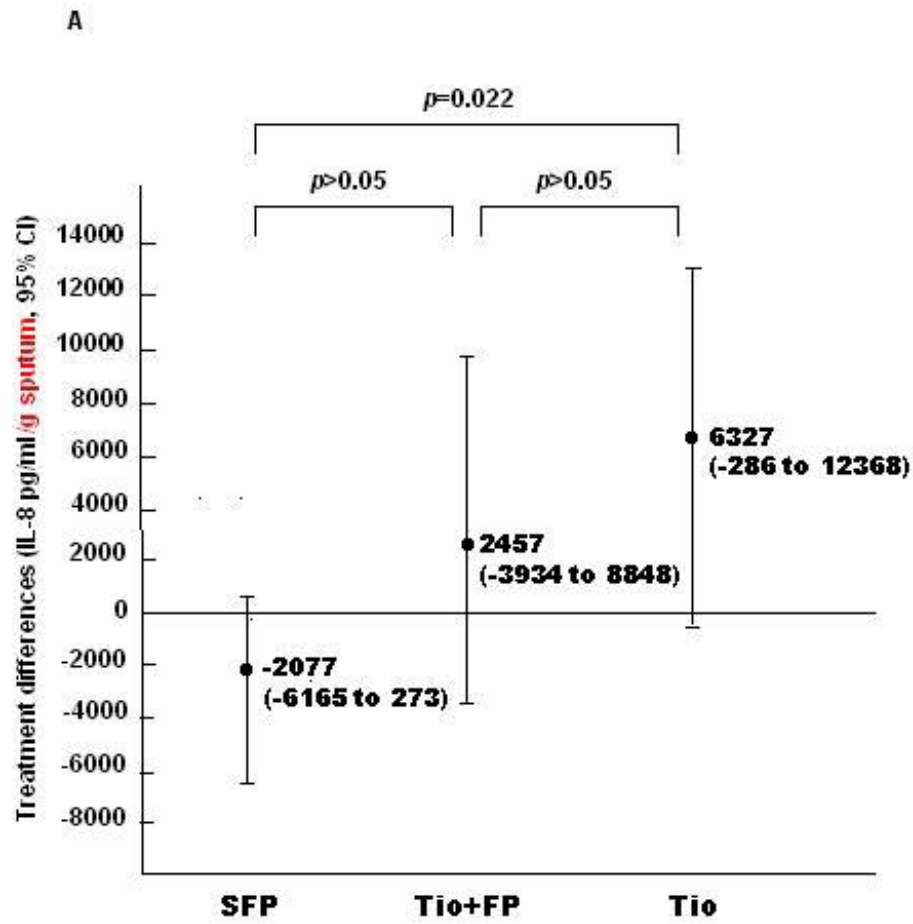 A
p=0.022
p>0.05 p>0.05
Treatment differences (IL-8 pg/ml/g sputum, 95% CI)
14000
12000
10000
8000
6000
4000
2000
0
-2000
-4000
-6000
-8000
6327
(-286 to 12368)
2457
(-3934 to 8848)
-2077
(-6165 to 273)
SFP Tio+FP Tio